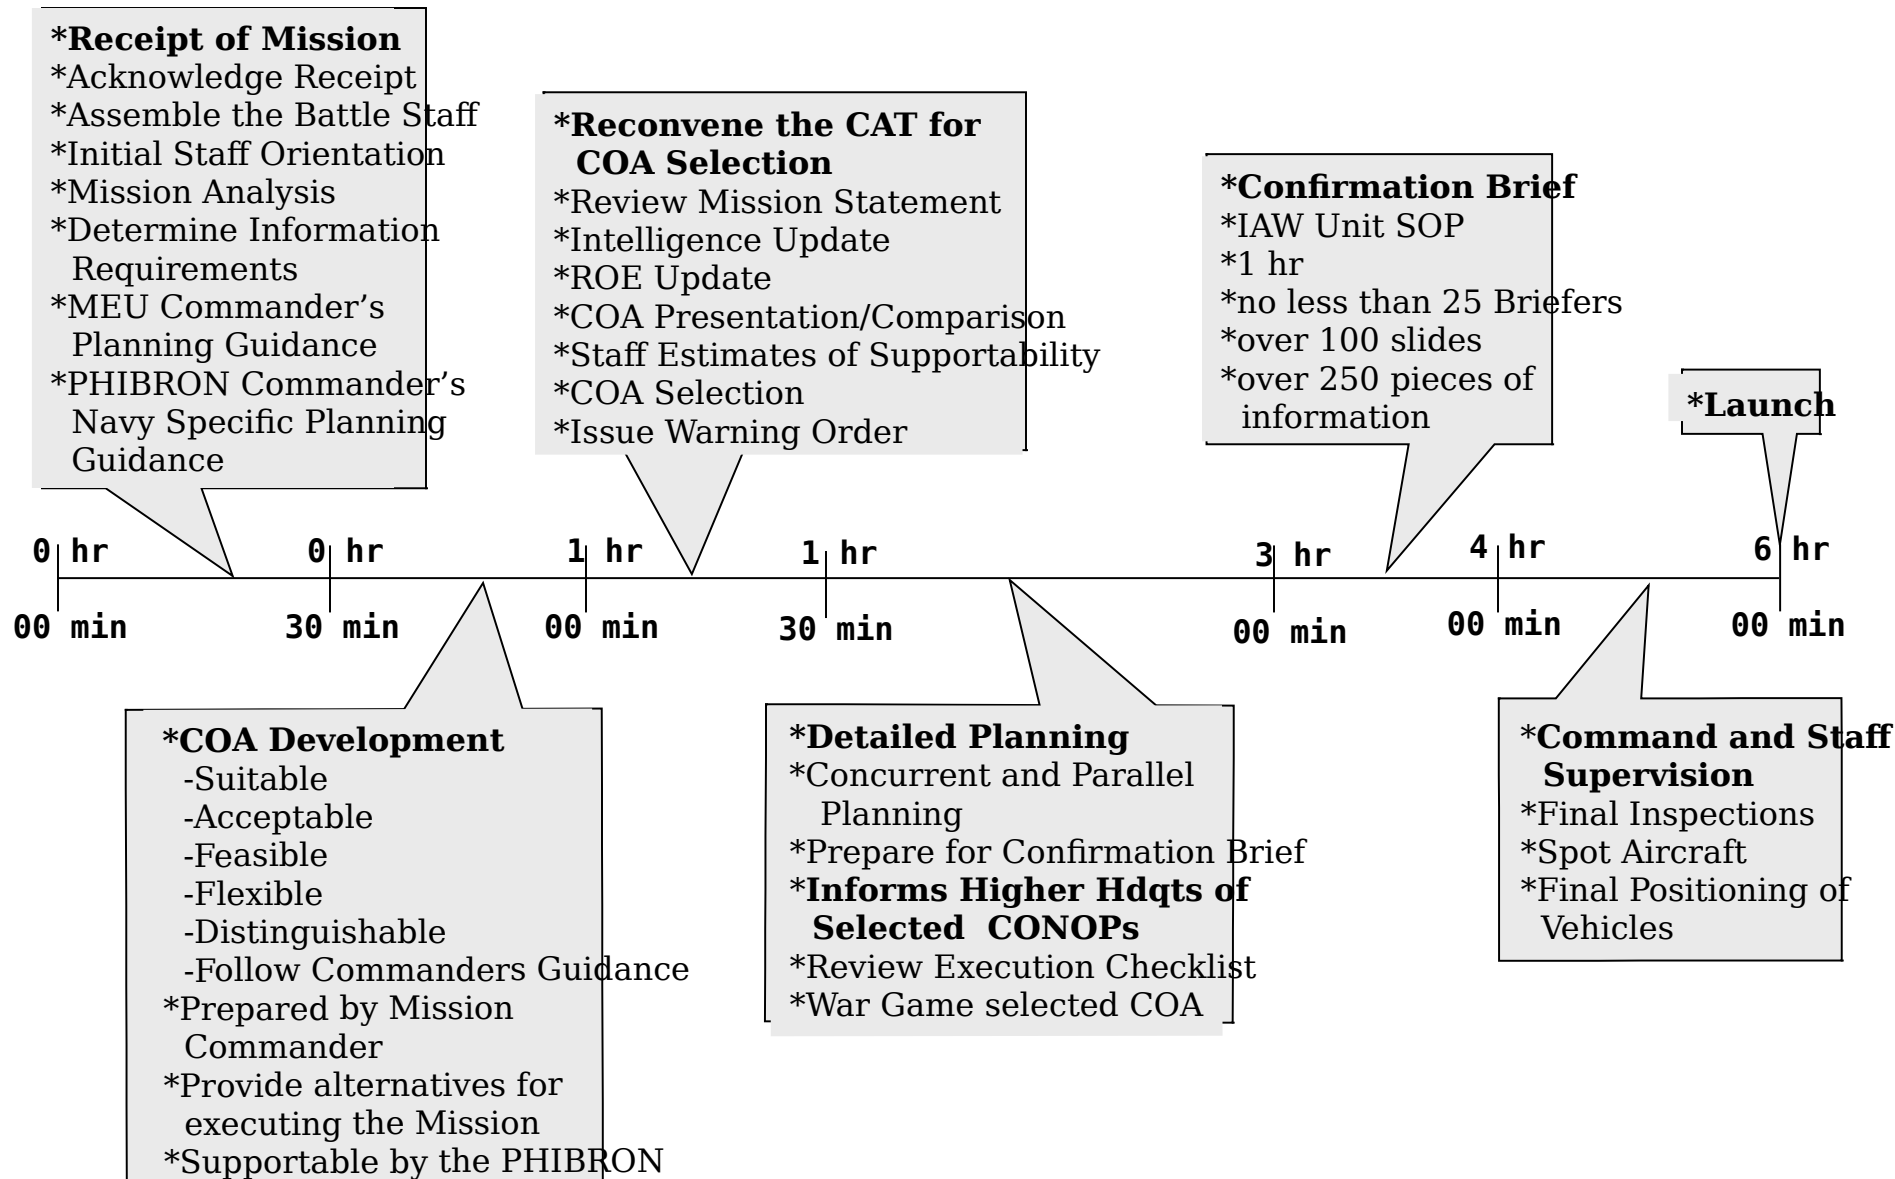 *Receipt of Mission
*Acknowledge Receipt
*Assemble the Battle Staff
*Initial Staff Orientation
*Mission Analysis
*Determine Information
Requirements
*MEU Commander’s
Planning Guidance
*PHIBRON Commander’s
Navy Specific Planning
Guidance
*Reconvene the CAT for
COA Selection
*Review Mission Statement
*Intelligence Update
*ROE Update
*COA Presentation/Comparison
*Staff Estimates of Supportability
*COA Selection
*Issue Warning Order
*Confirmation Brief
*IAW Unit SOP
*1 hr
*no less than 25 Briefers
*over 100 slides
*over 250 pieces of
information
*Launch
0 hr
00 min
0 hr
30 min
1 hr
00 min
1 hr
30 min
3 hr
00 min
4 hr
00 min
6 hr
00 min
*COA Development
-Suitable
-Acceptable
-Feasible
-Flexible
-Distinguishable
-Follow Commanders Guidance
*Prepared by Mission
Commander
*Provide alternatives for
executing the Mission
*Supportable by the PHIBRON
*Detailed Planning
*Concurrent and Parallel
Planning
*Prepare for Confirmation Brief
*Informs Higher Hdqts of
Selected  CONOPs
*Review Execution Checklist
*War Game selected COA
*Command and Staff
Supervision
*Final Inspections
*Spot Aircraft
*Final Positioning of
Vehicles